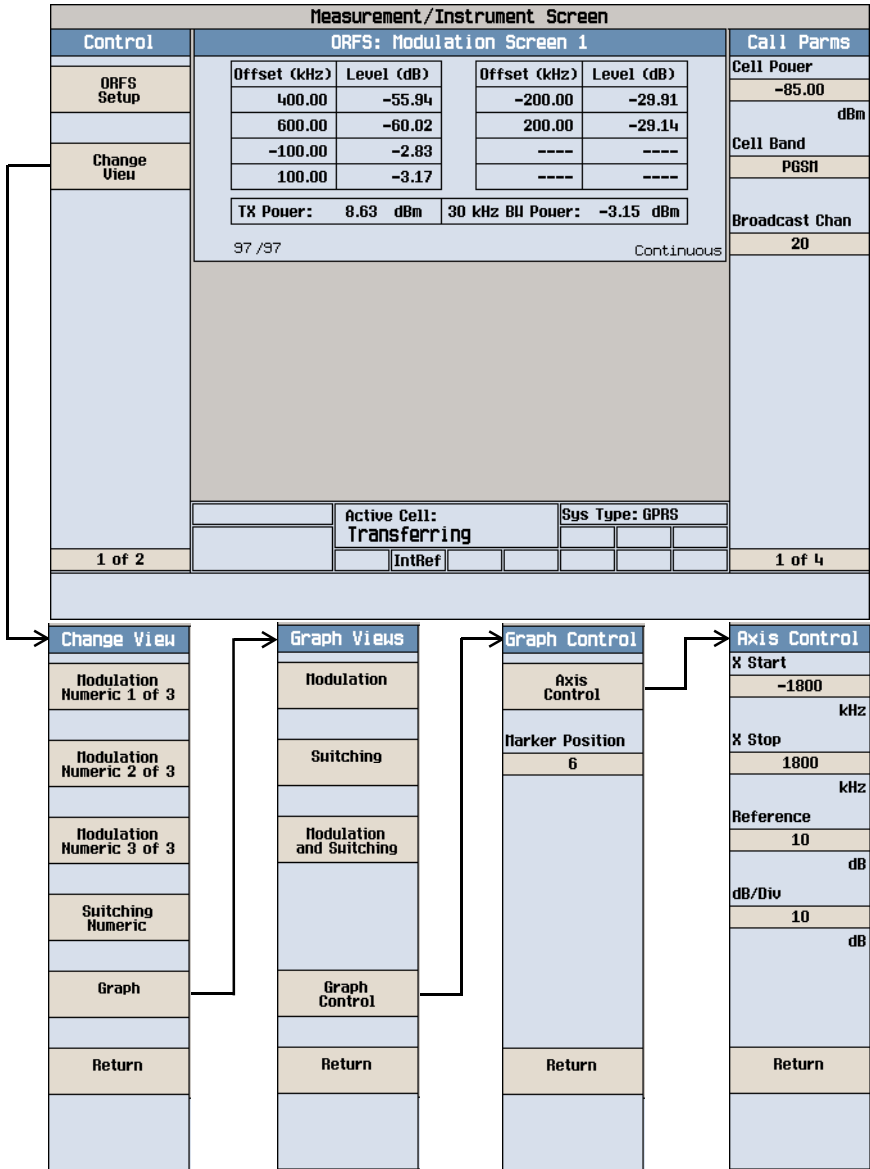 Measurement/Instrument Screen
Control
ORFS Setup
Change View
1 of 2
ORFS: Modulation Screen 1
Offset (kHz) Level (dB) Offset (kHz) Level (dB)
400.00 -55.94 -200.00 -29.91
600.00 -60.02 200.00 -29.14
-100.00 -2.83 ---- ----
100.00 -3.17 ---- ----
TX Power: 8.63 dBm 30 kHz BW Power: -3.15 dBm
97 /97 Continuous
Active Cell: Sys Type: GPRS
Transferring
IntRef
Call Parms
Cell Power
-85.00
dBm
Cell Band
PGSM
Broadcast Chan
20
1 of 4
Change View
Modulation
Numeric 1 of 3
Modulation
Numeric 2 of 3
Modulation
Numeric 3 of 3
Switching
Numeric
Graph
Return
Graph Views
Modulation
Switching
Modulation
and Switching
Graph
Control
Return
Graph Control
Axis
Control
Marker Position
6
Return
Axis Control
X Start
-1800
kHz
X Stop
1800
kHz
Reference
10
dB
dB/Div
10
dB
Return